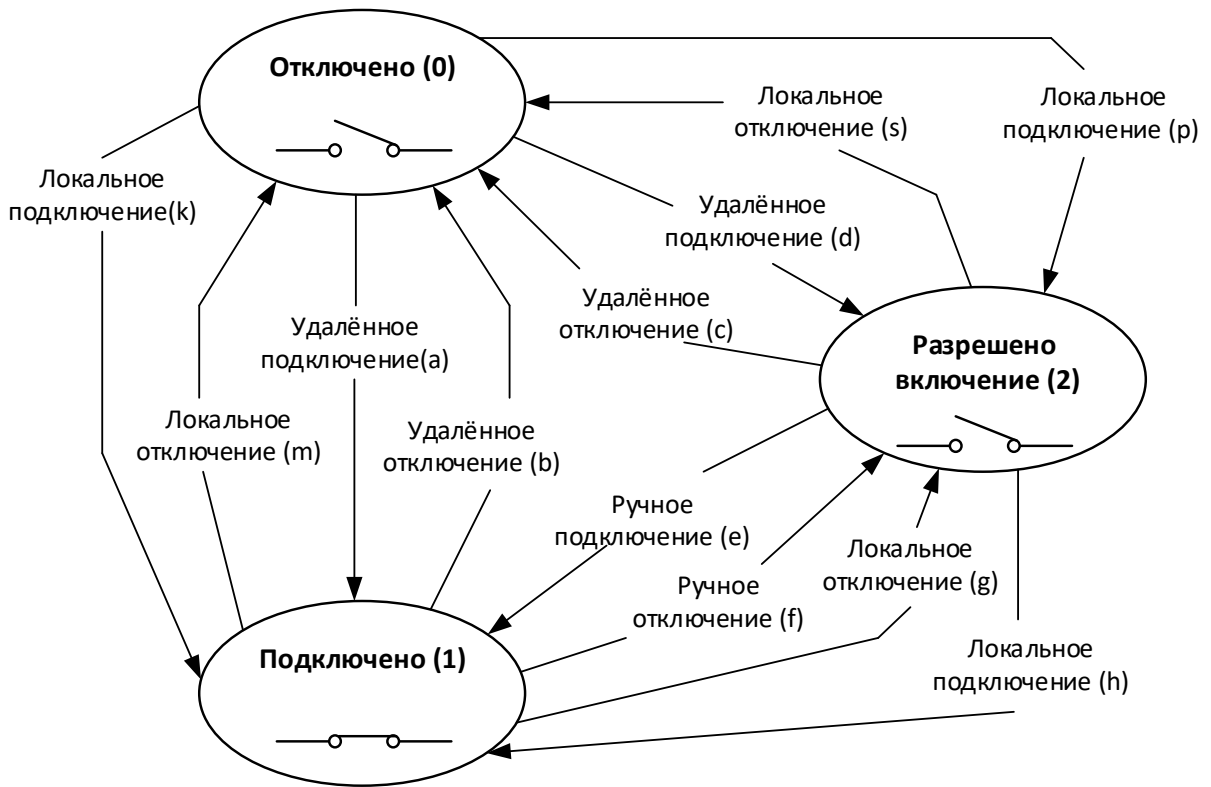 Отключено (0)
Локальное
отключение (s)
Локальное
подключение (p)
Локальное
подключение(k)
Удалённое
подключение (d)
Удалённое
отключение (c)
Удалённое
подключение(a)
Разрешено
включение (2)
Локальное
отключение (m)
Удалённое
отключение (b)
Ручное
подключение (e)
Локальное
отключение (g)
Ручное
отключение (f)
Подключено (1)
Локальное
подключение (h)